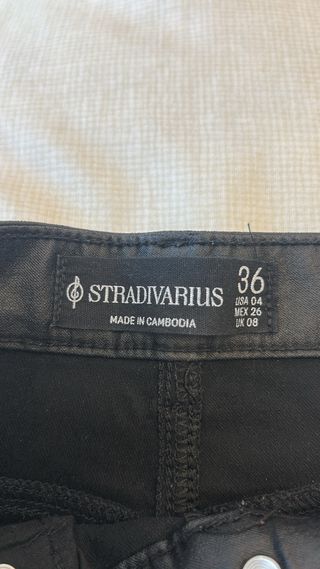 STRADIVARIUS
MADE IN CAMBODIA
36
USA 04
MEX 26
UK 08